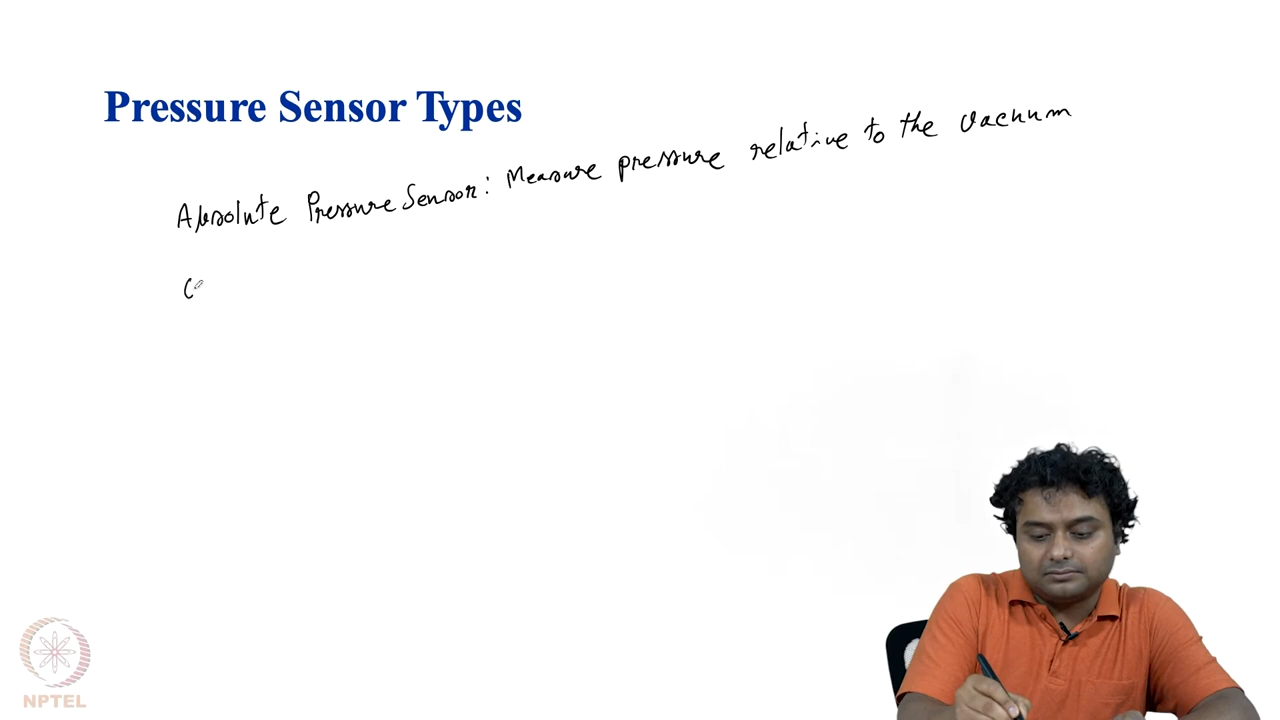 Pressure Sensor Types
Absolute Pressure Sensor: Measure pressure relative to the vacuum
NPTEL